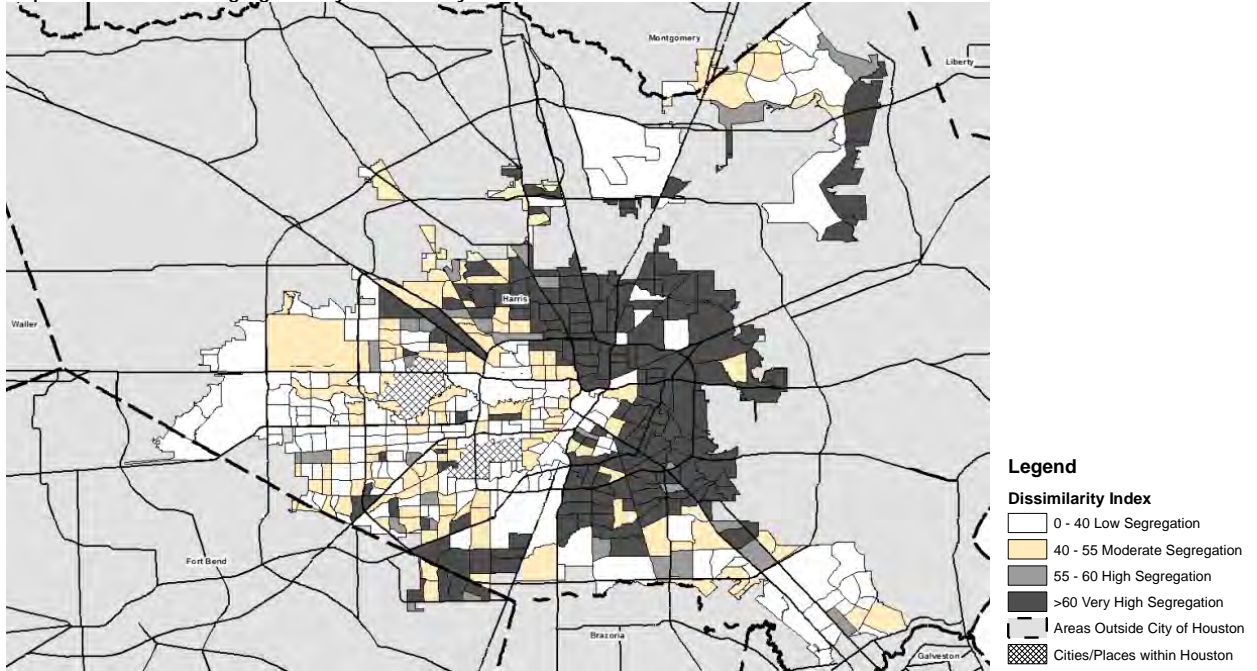 Montgomery
Liberty
Harris
Waller
Fort Bend
Brazoria
Galveston
Legend
Dissimilarity Index
0 - 40 Low Segregation
40 - 55 Moderate Segregation
55 - 60 High Segregation
>60 Very High Segregation
Areas Outside City of Houston
Cities/Places within Houston